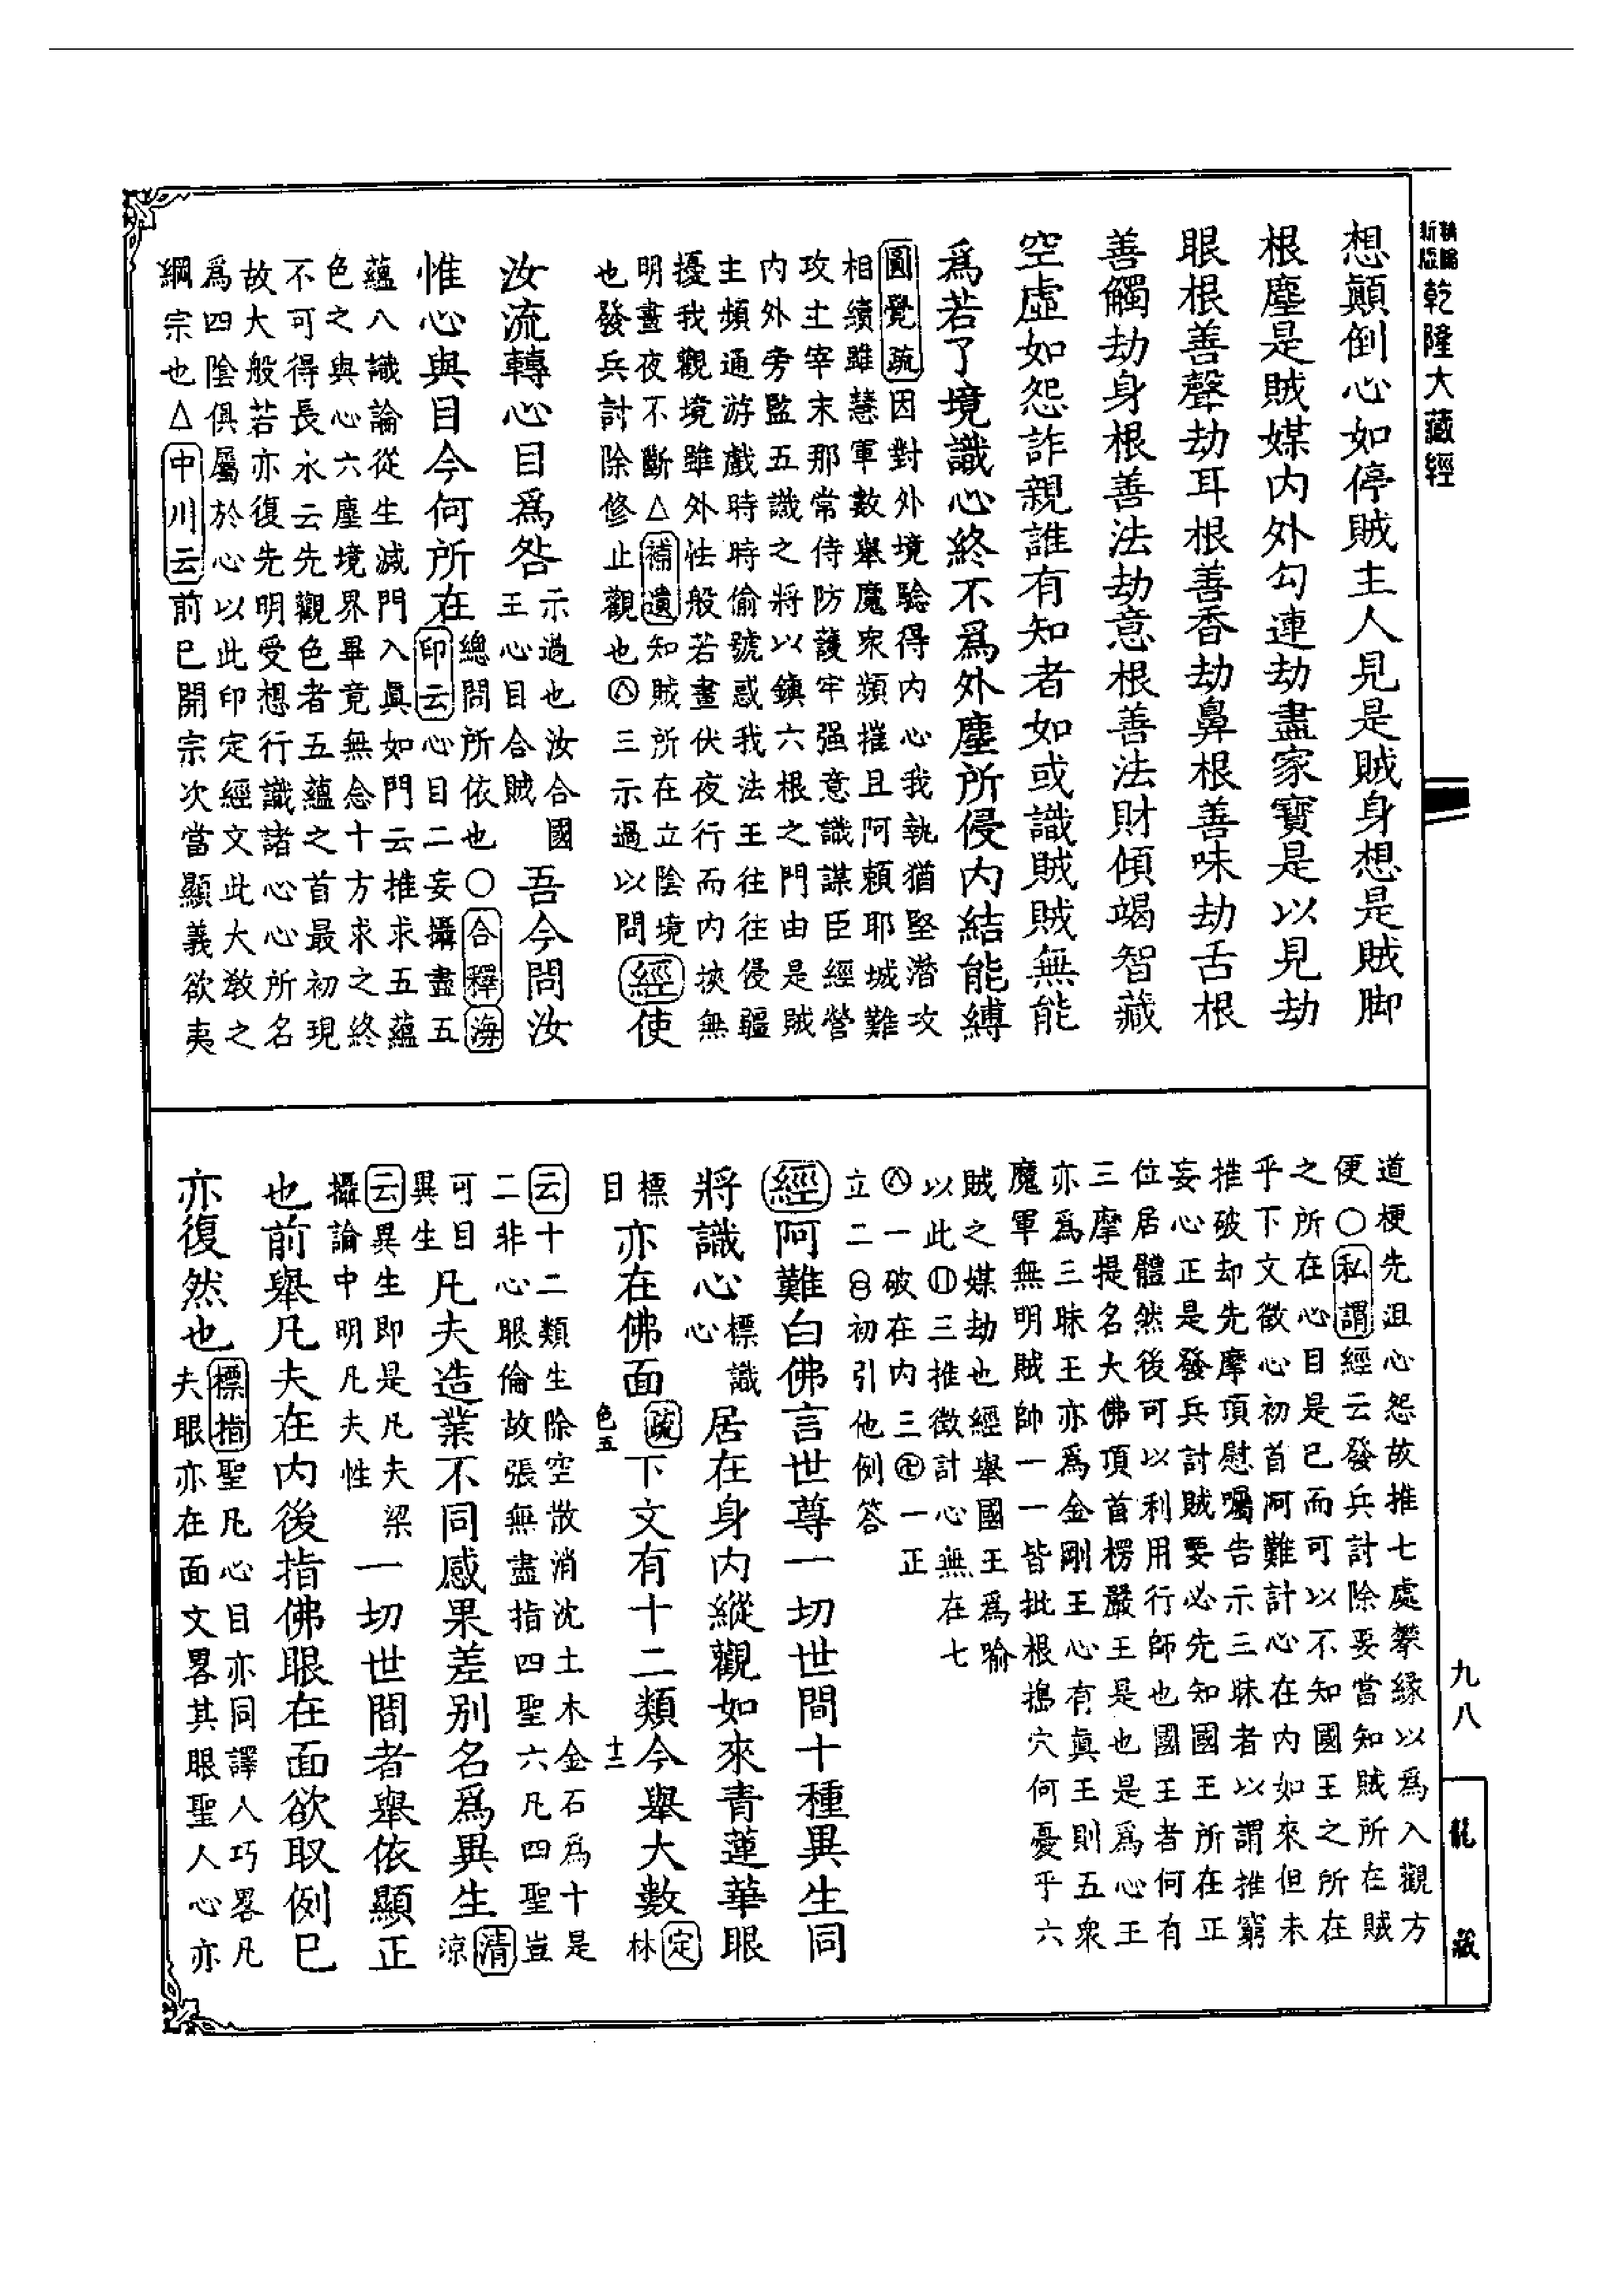 新編縮版乾隆大藏經
想顛倒心如停賊主人見是賊身想是賊脚
根塵是賊媒内外勾連劫盡家寶是以見劫
眼根善聲劫耳根善香劫鼻根善味劫舌根
善觸劫身根善法劫意根善法財傾竭智藏
空虛如怨詐親誰有知者如或識賊賊無能
爲若了境識心終不爲外塵所侵内結能縛
圓覺疏因對外境驗得内心我執猶堅潛攻
相續雖慧軍數舉魔衆頻摧且阿頼耶城難
攻主宰末那常侍防護牢强意識謀臣經營
内外旁監五識之將以鎮六根之門由是賊
主頻通游戲時時偷號惑我法王往往侵疆
擾我觀境雖外怯般若晝伏夜行而内挾無
明晝夜不斷△補遺知賊所在立陰境
也發兵討除修止觀也㊇三示過以問經使
汝流轉心目爲咎示過也汝合國
王心目合賊吾今問汝
惟心與目今何所在總問所依也○合釋海
印云心目二妄攝盡五
蘊八識論從生滅門入眞如門云推求五蘊
色之與心六塵境界畢竟無念十方求之終
不可得長水云先觀色者五蘊之首最初現
故大般若亦復先明受想行識諸心心所名
爲四陰俱屬於心以此印定經文此大教之
綱宗也△中川云前已開宗次當顯義欲夷
道梗先沮心怨故推七處攀緣以爲入觀方
便○私謂經云發兵討除要當知賊所在賊
之所在心目是已而可以不知國王之所在
乎下文徵心初首阿難計心在内如來但未
推破却先摩頂慰囑告示三昧者以謂推窮
妄心正是發兵討賊要必先知國王所在正
位居體然後可以利用行師也國王者何有
三摩提名大佛頂首楞嚴王是也是爲心王
亦爲三昧王亦爲金剛王心有眞王則五衆
魔軍無明賊帥一一皆批根搗穴何憂乎六
賊之媒劫也經舉國王爲喻
以此㊐三推徵計心無在七
㊇一破在内三㊉一正
立二㊇初引他例答
經阿難白佛言世尊一切世間十種異生同
將識心標識
心居在身内縱觀如來青蓮華眼
標
目亦在佛面疏下文有十二類今舉大數定林
色五
十二
云十二類生除空散消沈土木金石爲十是
二非心眼倫故張無盡指四聖六凡四聖豈
可目
異生凡夫造業不同感果差别名爲異生清涼
云異生即是凡夫梁
攝論中明凡夫性一切世間者舉依顯正
也前舉凡夫在内後指佛眼在面欲取例已
亦復然也標指聖凡心目亦同譯人巧畧凡
夫眼亦在面文畧其眼聖人心亦
九八
龍藏